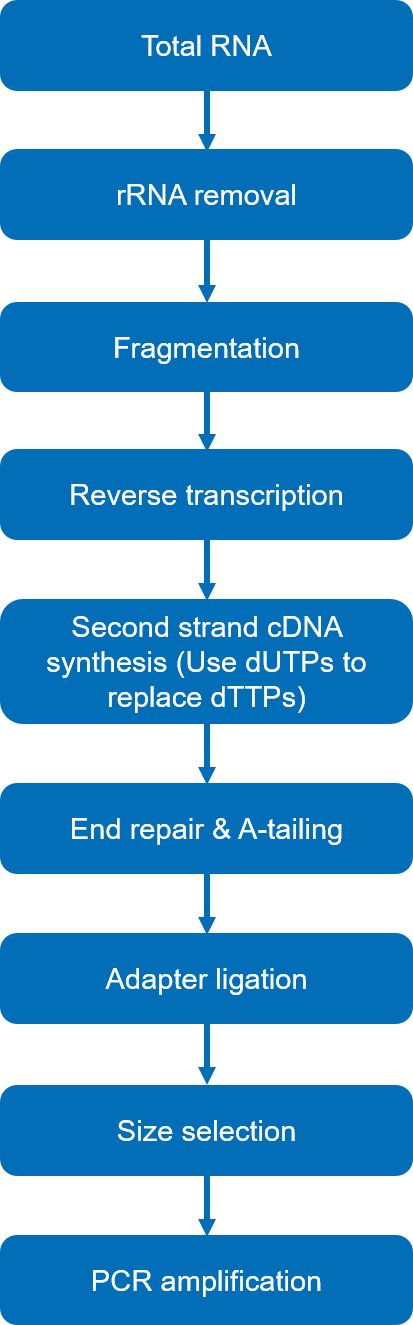 Total RNA
rRNA removal
Fragmentation
Reverse transcription
Second strand cDNA
synthesis (Use dUTPs to
replace dTTPs)
End repair & A-tailing
Adapter ligation
Size selection
PCR amplification